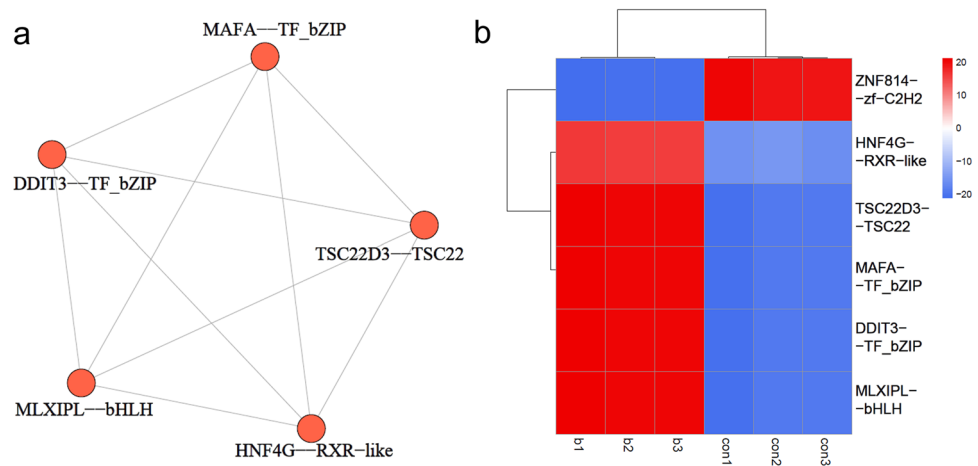 a
MAFA––TF_bZIP
DDIT3––TF_bZIP
TSC22D3––TSC22
MLXIPL––bHLH
HNF4G––RXR-like
b
ZNF814-
-zf-C2H2
HNF4G-
-RXR-like
TSC22D3-
-TSC22
MAFA-
-TF_bZIP
DDIT3-
-TF_bZIP
MLXIPL-
-bHLH
b1
b2
b3
con1
con2
con3
20
10
0
-10
-20